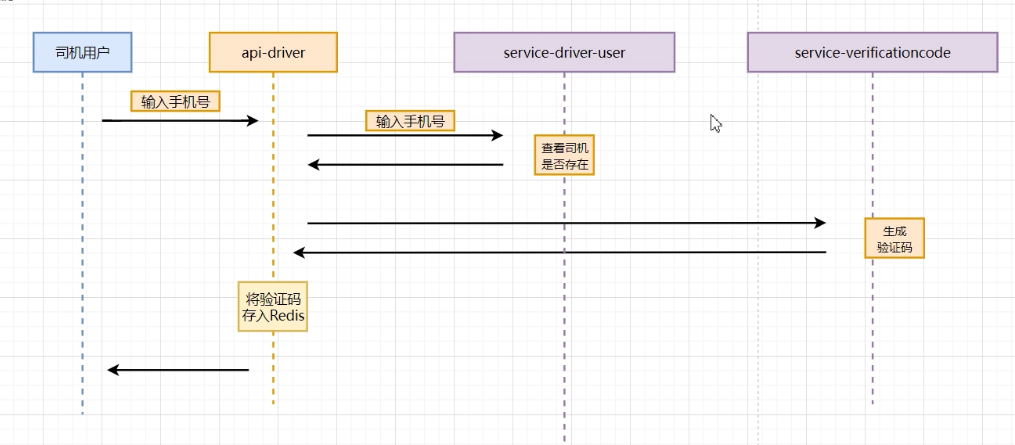 司机用户
api-driver
service-driver-user
service-verificationcode
输入手机号
输入手机号
查看司机
是否存在
生成
验证码
将验证码
存入Redis